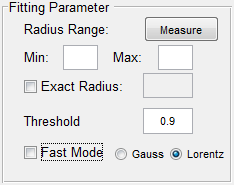 Fitting Parameter
Radius Range: Measure
Min: Max:
Exact Radius:
Threshold 0.9
Fast Mode Gauss Lorentz